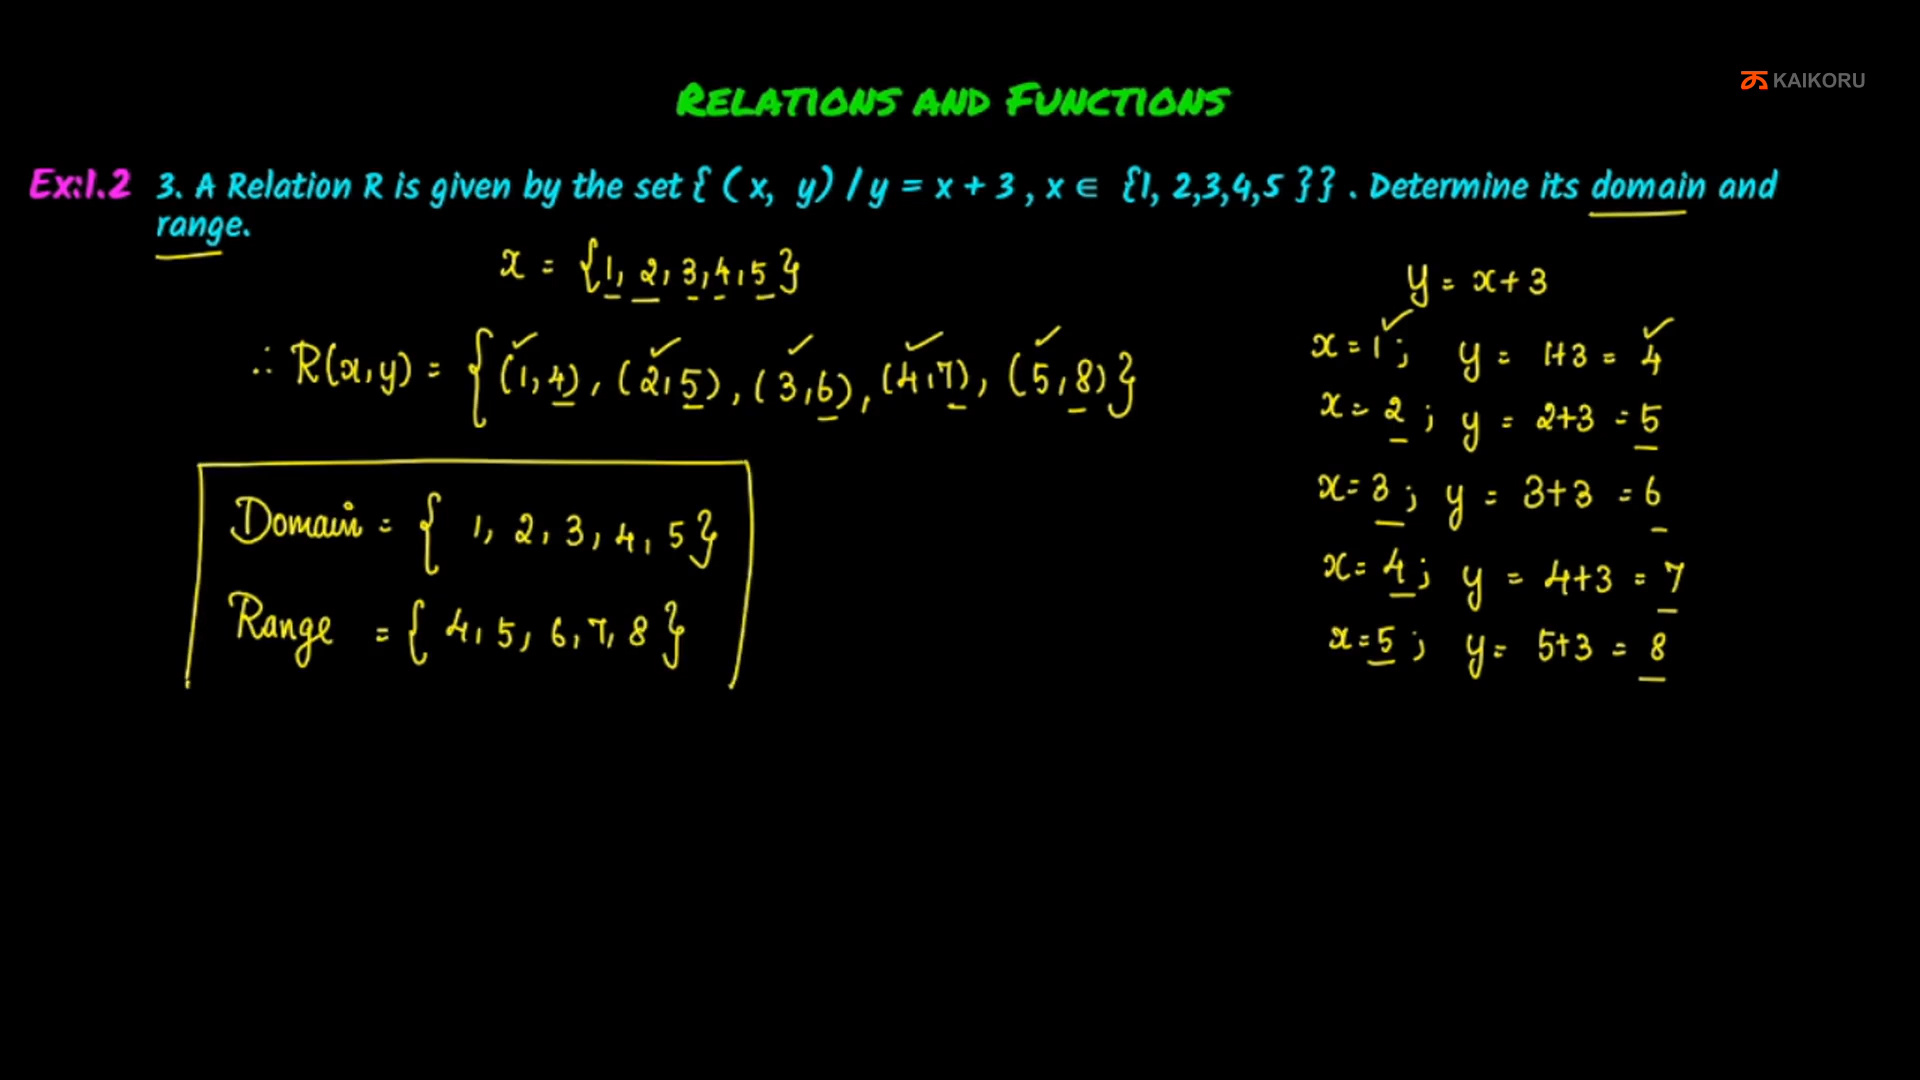 KAIKORU
RELATIONS AND FUNCTIONS
Ex:1.2 3. A Relation R is given by the set { ( x, y) / y = x + 3 , x ∈ {1, 2,3,4,5 }} . Determine its domain and
range.
x = {1, 2, 3, 4, 5}
∴ R(x,y) = { (1,4), (2,5), (3,6), (4,7), (5,8)}
Domain = { 1, 2, 3, 4, 5}
Range = { 4, 5, 6, 7, 8}
y = x+3
x=1; y = 1+3 = 4
x= 2 ; y = 2+3 = 5
x= 3 ; y = 3+3 = 6
x= 4; y = 4+3 = 7
x=5 ; y= 5+3 = 8